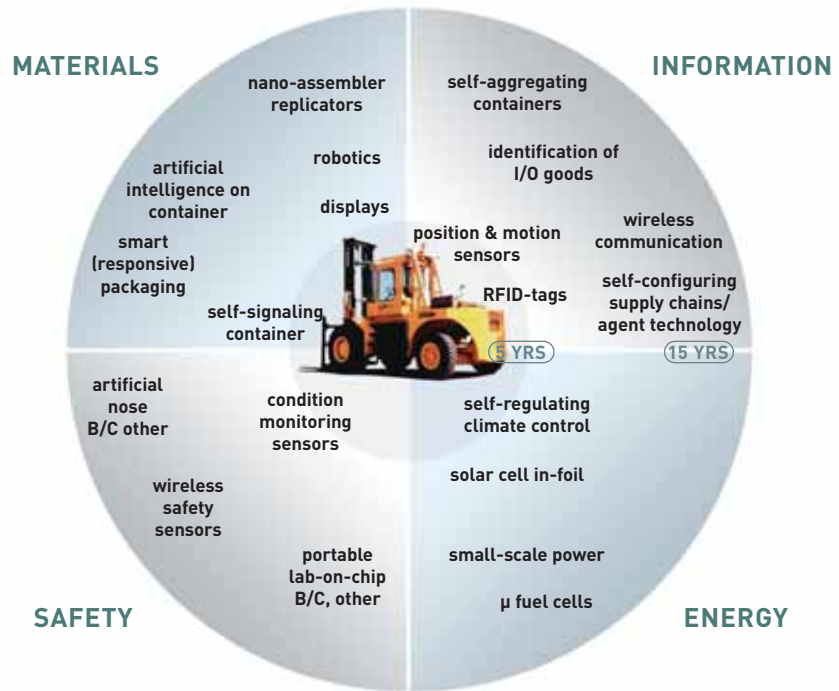 MATERIALS
nano-assembler
replicators
robotics
artificial
intelligence on
container
displays
smart
(responsive)
packaging
self-signaling
container
INFORMATION
self-aggregating
containers
identification of
I/O goods
wireless
communication
position & motion
sensors
RFID-tags
self-configuring
supply chains/
agent technology
5 YRS
15 YRS
artificial
nose
B/C other
condition
monitoring
sensors
wireless
safety
sensors
portable
lab-on-chip
B/C, other
SAFETY
self-regulating
climate control
solar cell in-foil
small-scale power
µ fuel cells
ENERGY